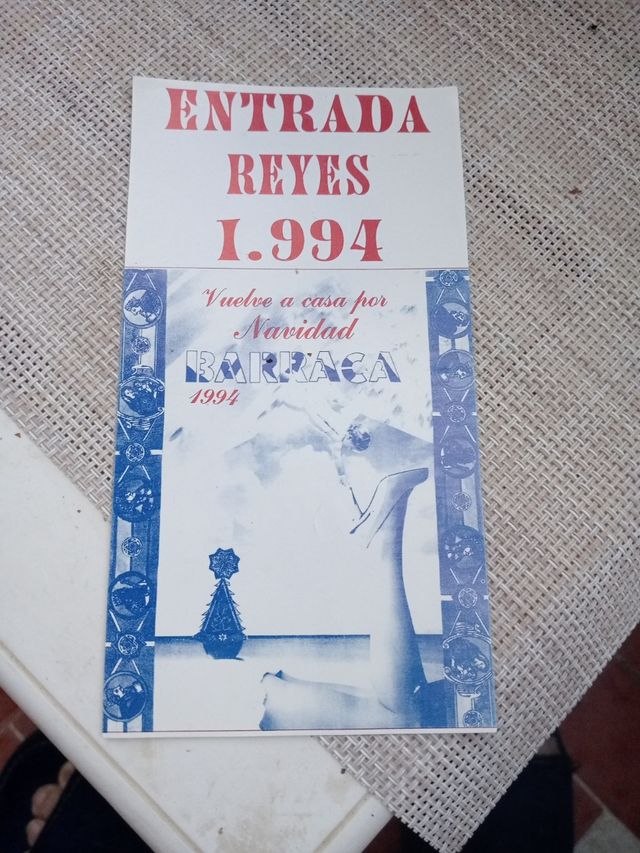 ENTRADA
REYES
1.994
Vuelve a casa por
Navidad
BARRACA
1994